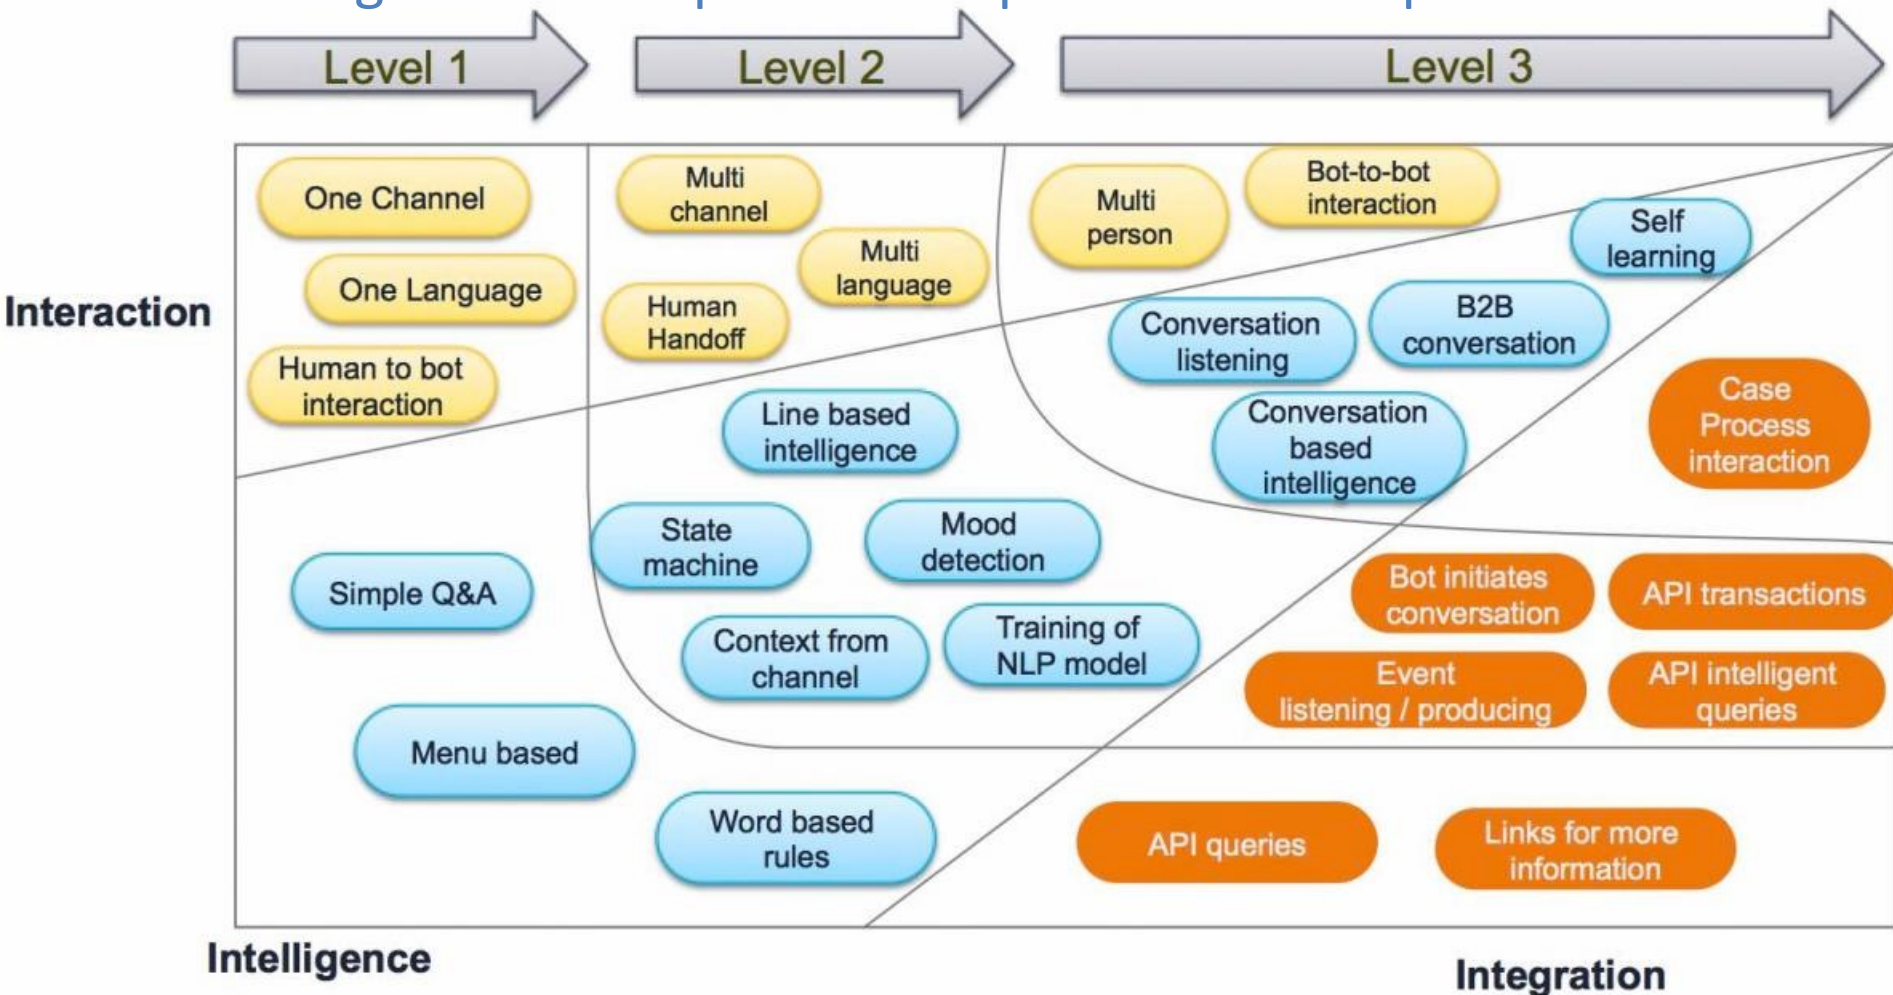 Level 1
Level 2
Level 3
Interaction
One Channel
One Language
Human to bot
interaction
Multi
channel
Multi
language
Human
Handoff
Multi
person
Bot-to-bot
interaction
Self
learning
Conversation
listening
B2B
conversation
Conversation
based
intelligence
Case
Process
interaction
Line based
intelligence
State
machine
Mood
detection
Simple Q&A
Context from
channel
Training of
NLP model
Bot initiates
conversation
API transactions
Event
listening / producing
API intelligent
queries
Menu based
Word based
rules
API queries
Links for more
information
Intelligence
Integration